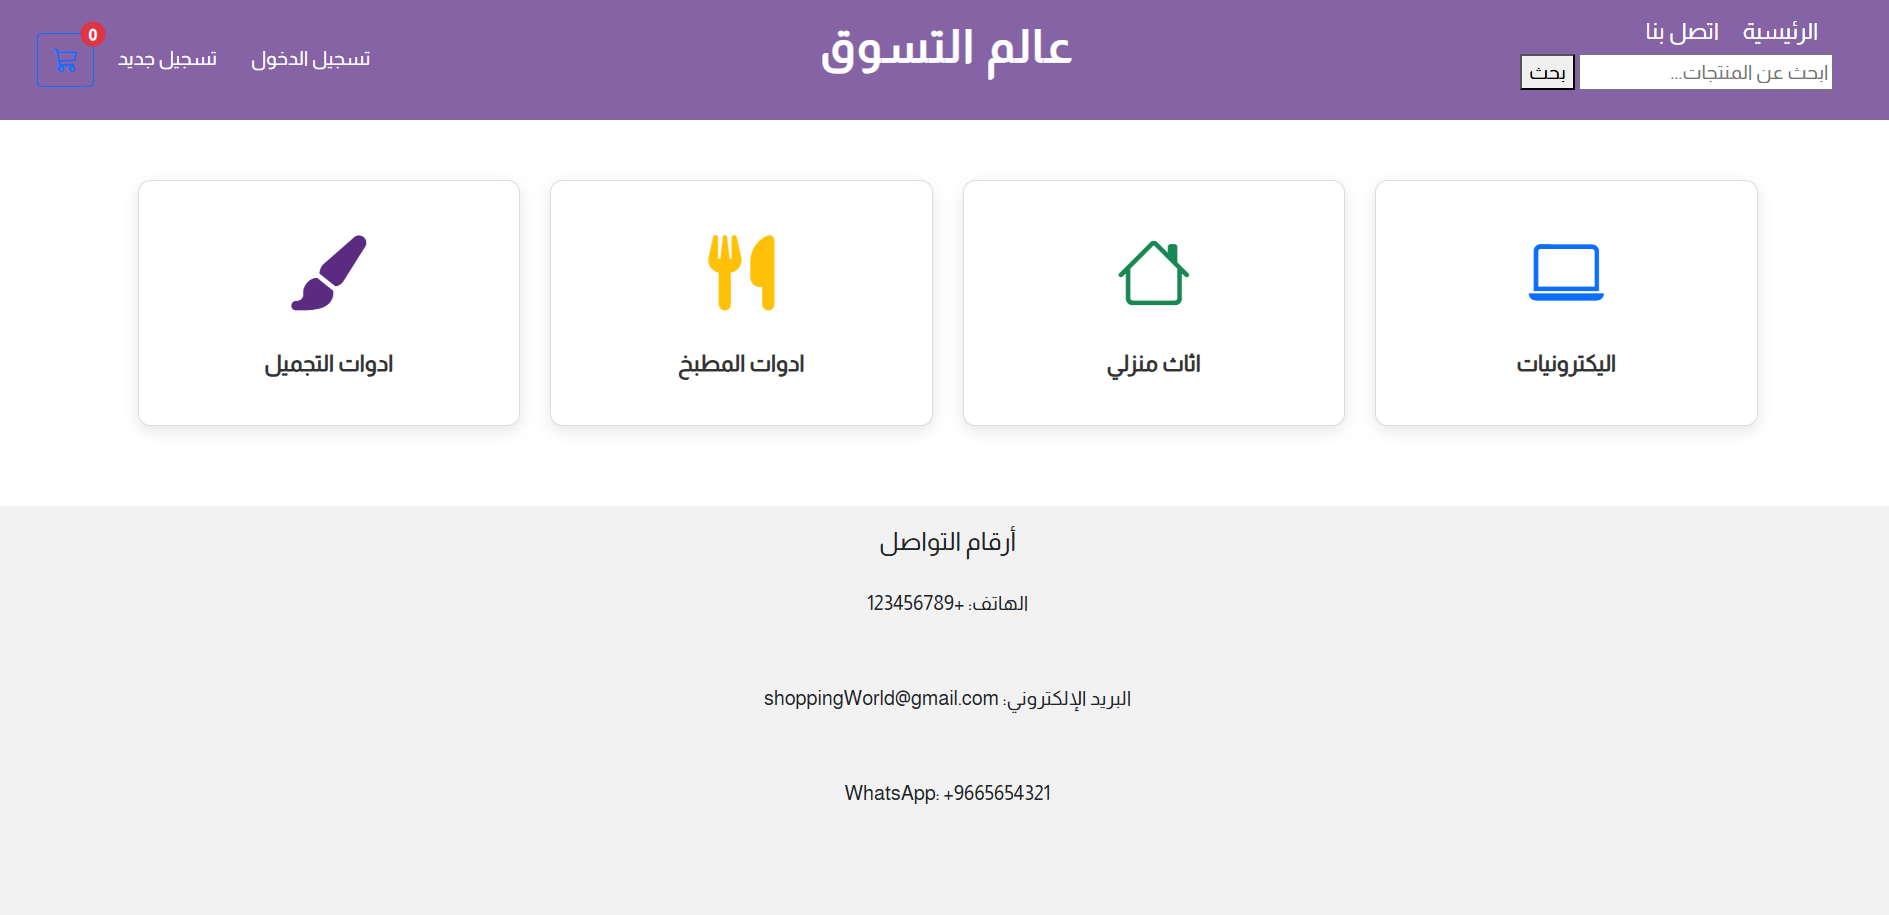 الرئيسية
اتصل بنا
ابحث عن المنتجات...
بحث
عالم التسوق
تسجيل الدخول
تسجيل جديد
0
اليكترونيات
اثاث منزلي
ادوات المطبخ
ادوات التجميل
أرقام التواصل
الهاتف: +123456789
البريد الإلكتروني: shoppingWorld@gmail.com
WhatsApp: +9665654321